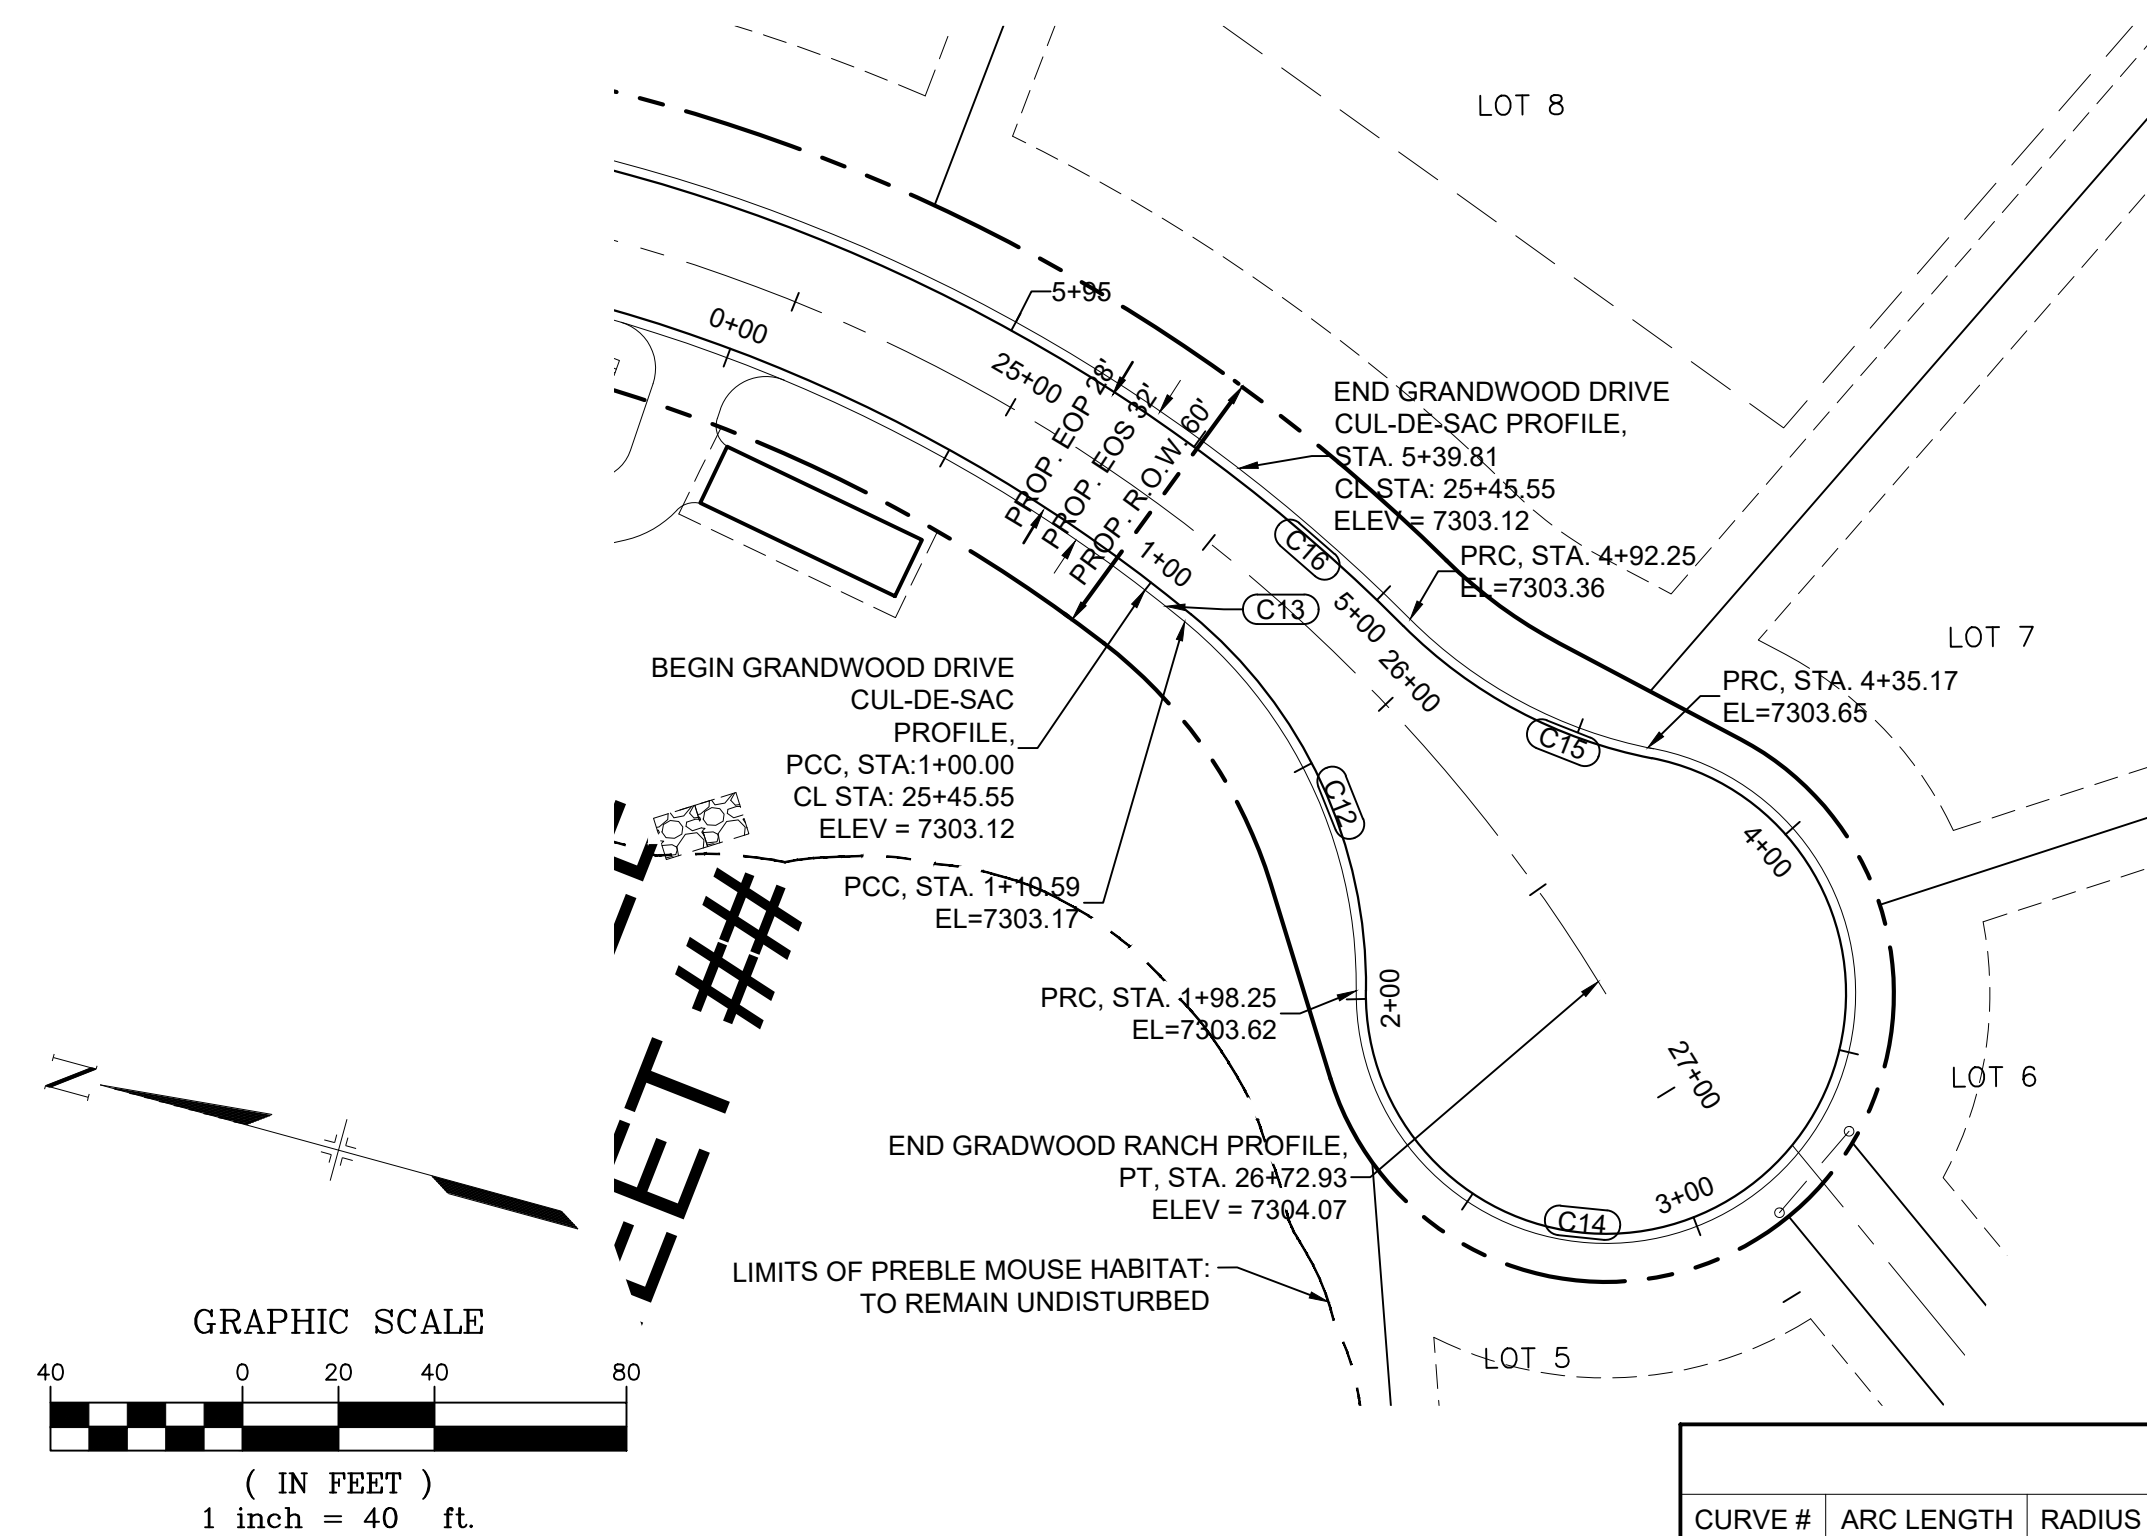 LOT 8
5+95
0+00
25+00
PROP. EOP 28'
PROP. EOS 32'
PROP. R.O.W. 60'
END GRANDWOOD DRIVE
CUL-DE-SAC PROFILE,
STA. 5+39.81
CL STA: 25+45.55
ELEV = 7303.12
C16
PRC, STA. 4+92.25
EL=7303.36
1+00
C13
5+00
26+00
LOT 7
BEGIN GRANDWOOD DRIVE
CUL-DE-SAC
PROFILE,
PCC, STA:1+00.00
CL STA: 25+45.55
ELEV = 7303.12
PRC, STA. 4+35.17
EL=7303.65
C15
C12
4+00
PCC, STA. 1+10.59
EL=7303.17
PRC, STA. 1+98.25
EL=7303.62
2+00
27+00
LOT 6
N
END GRADWOOD RANCH PROFILE,
PT, STA. 26+72.93
ELEV = 7304.07
3+00
C14
LIMITS OF PREBLE MOUSE HABITAT:
TO REMAIN UNDISTURBED
LOT 5
##
GRAPHIC SCALE
40 0 20 40 80
( IN FEET )
1 inch = 40 ft.
CURVE # ARC LENGTH RADIUS